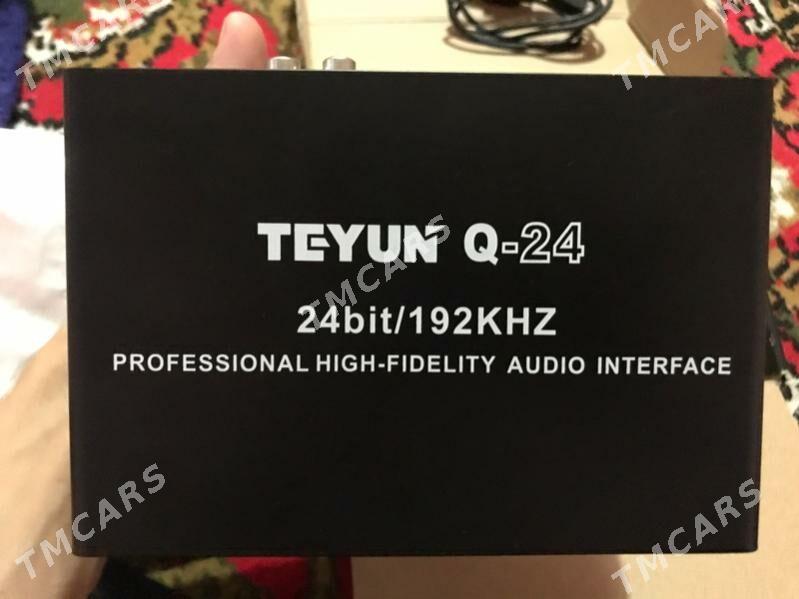 TMCARS TMCARS
TEYUN Q-24
TMCARS
24bit/192KHZ
PROFESSIONAL HIGH-FIDELITY AUDIO INTERFACE
TMCARS TMCARS